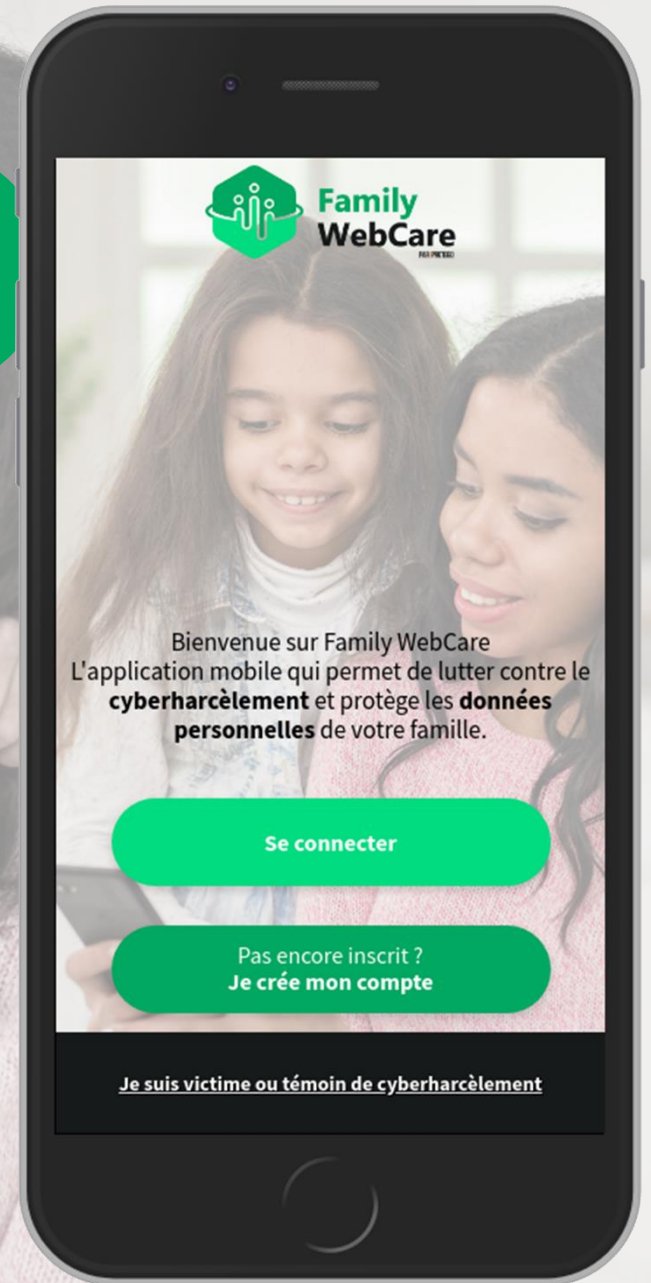 Family
WebCare
PAR PRETEGO
Bienvenue sur Family WebCare
L'application mobile qui permet de lutter contre le
cyberharcèlement et protège les données
personnelles de votre famille.
Se connecter
Pas encore inscrit ?
Je crée mon compte
Je suis victime ou témoin de cyberharcèlement